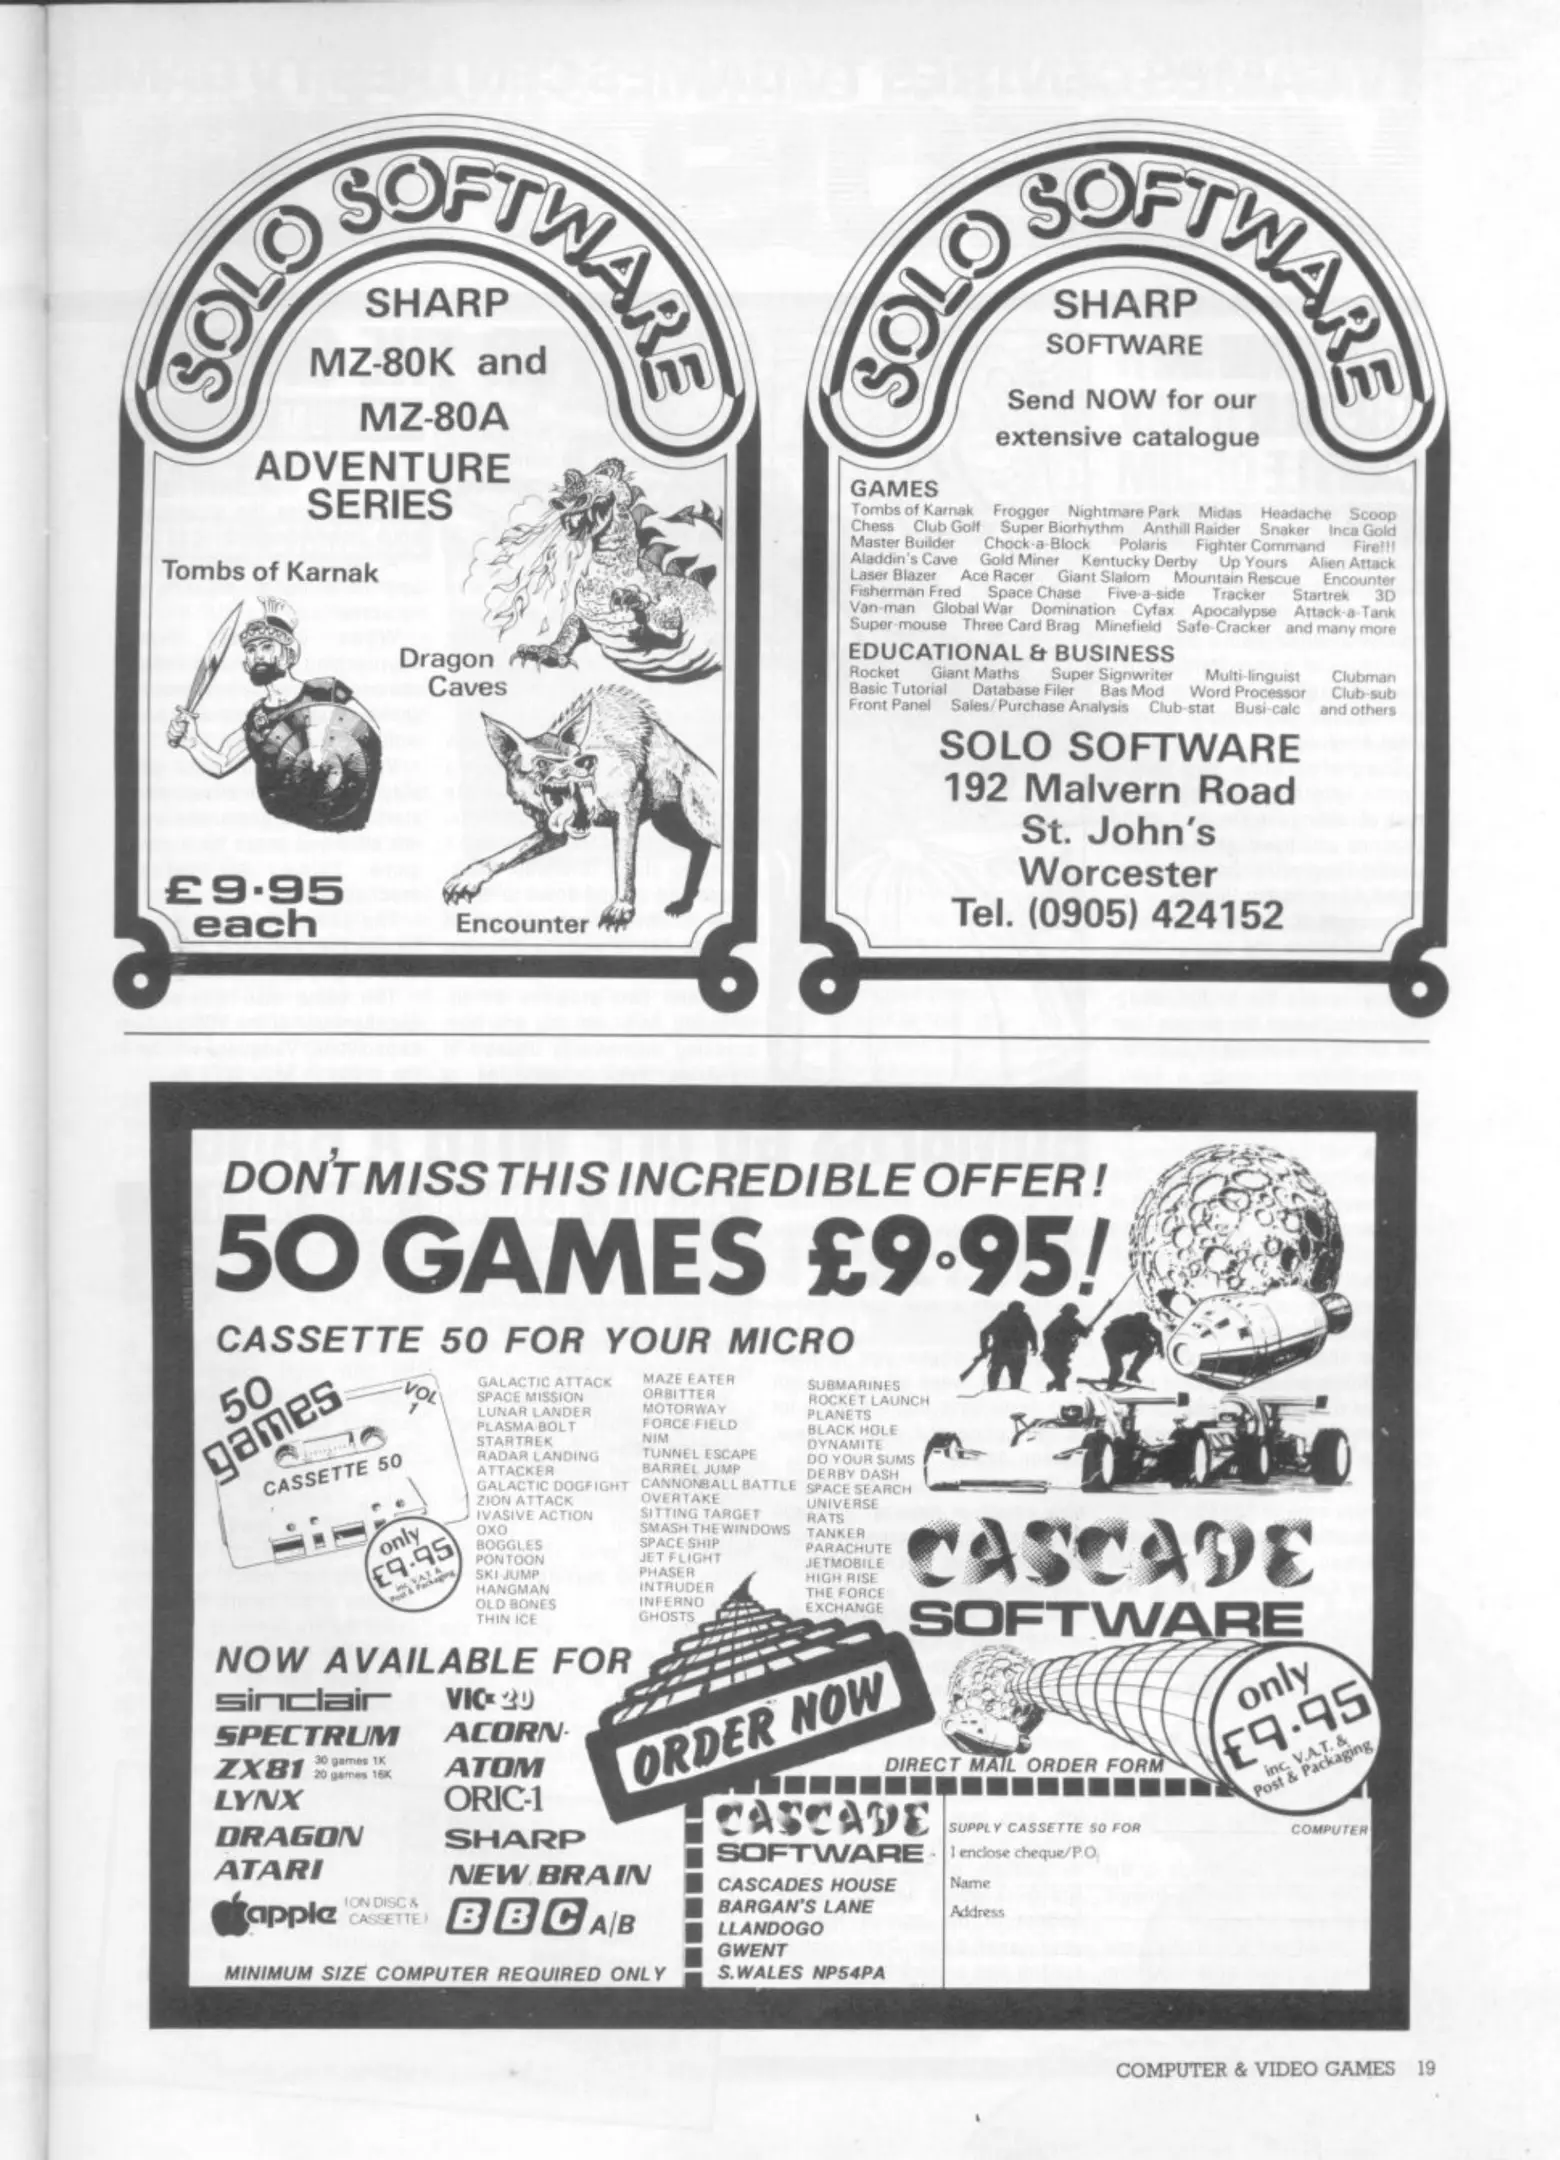 SOLO SOFTWARE
SHARP
MZ-80K and
MZ-80A
ADVENTURE
SERIES
Tombs of Karnak
Dragon
Caves
£9·95
each
Encounter
SOLO SOFTWARE
SHARP
SOFTWARE
Send NOW for our
extensive catalogue
GAMES
Tombs of Karnak Frogger Nightmare Park Midas Headache Scoop
Chess Club Golf Super Biorhythm Anthill Raider Snaker Inca Gold
Master Builder Chock-a-Block Polaris Fighter Command Fire!!!
Aladdin's Cave Gold Miner Kentucky Derby Up Yours Alien Attack
Laser Blazer Ace Racer Giant Slalom Mountain Rescue Encounter
Fisherman Fred Space Chase Five-a-side Tracker Startrek 3D
Van-man Global War Domination Cyfax Apocalypse Attack-a-Tank
Super-mouse Three Card Brag Minefield Safe-Cracker and many more
EDUCATIONAL & BUSINESS
Rocket Giant Maths Super Signwriter Multi-linguist Clubman
Basic Tutorial Database Filer Bas Mod Word Processor Club-sub
Front Panel Sales/Purchase Analysis Club-stat Busi-calc and others
SOLO SOFTWARE
192 Malvern Road
St. John's
Worcester
Tel. (0905) 424152
DON'T MISS THIS INCREDIBLE OFFER!
50 GAMES £9·95!
CASSETTE 50 FOR YOUR MICRO
50
games
VOL
1
CASSETTE 50
only
£9·95
inc. V.A.T. &
Post & Packaging
GALACTIC ATTACK
SPACE MISSION
LUNAR LANDER
PLASMA BOLT
STARTREK
RADAR LANDING
ATTACKER
GALACTIC DOGFIGHT
ZION ATTACK
IVASIVE ACTION
OXO
BOGGLES
PONTOON
SKI JUMP
HANGMAN
OLD BONES
THIN ICE
MAZE EATER
ORBITTER
MOTORWAY
FORCE FIELD
NIM
TUNNEL ESCAPE
BARREL JUMP
CANNONBALL BATTLE
OVERTAKE
SITTING TARGET
SMASH THE WINDOWS
SPACE SHIP
JET FLIGHT
PHASER
INTRUDER
INFERNO
GHOSTS
SUBMARINES
ROCKET LAUNCH
PLANETS
BLACK HOLE
DYNAMITE
DO YOUR SUMS
DERBY DASH
SPACE SEARCH
UNIVERSE
RATS
TANKER
PARACHUTE
JETMOBILE
HIGH RISE
THE FORCE
EXCHANGE
CASCADE
SOFTWARE
NOW AVAILABLE FOR
sinclair
SPECTRUM
ZX81 30 games 1K
20 games 16K
LYNX
DRAGON
ATARI
apple (ON DISC &
CASSETTE)
VIC 20
ACORN-
ATOM
ORIC-1
SHARP
NEW BRAIN
BBC A/B
MINIMUM SIZE COMPUTER REQUIRED ONLY
ORDER NOW
only
£9·95
inc. V.A.T. &
Post & Packaging
DIRECT MAIL ORDER FORM
CASCADE
SOFTWARE
CASCADES HOUSE
BARGAN'S LANE
LLANDOGO
GWENT
S.WALES NP54PA
SUPPLY CASSETTE 50 FOR COMPUTER
I enclose cheque/P.O.
Name
Address
COMPUTER & VIDEO GAMES 19